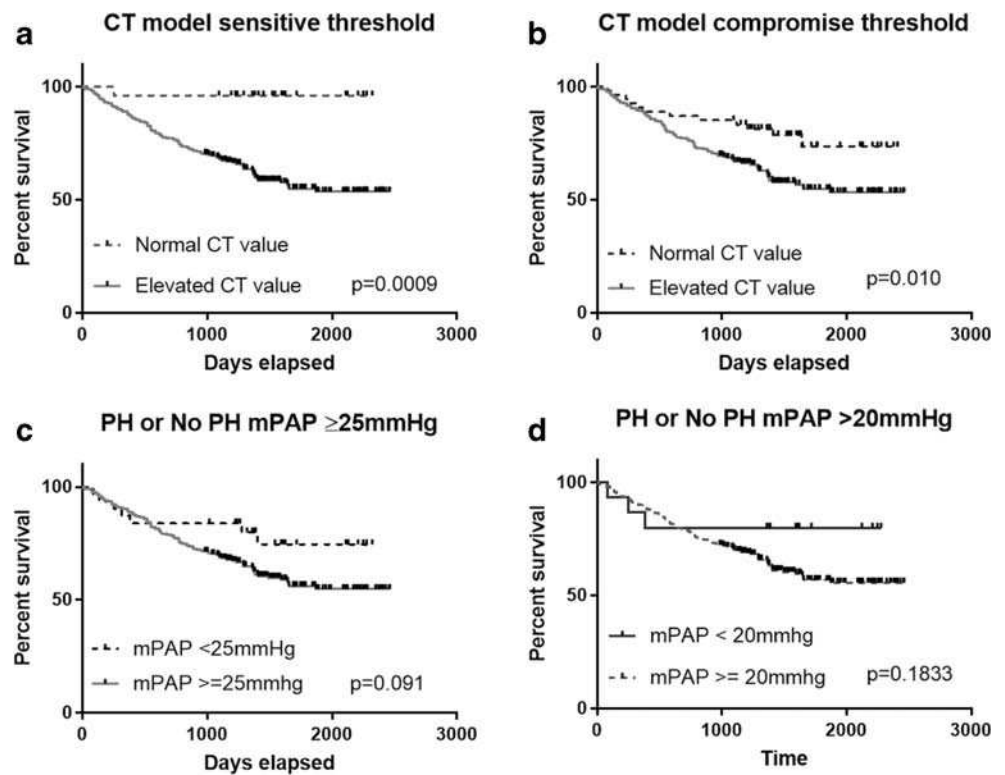 a
CT model sensitive threshold
Percent survival
100
50
0
Normal CT value
Elevated CT value
p=0.0009
0 1000 2000 3000
Days elapsed
b
CT model compromise threshold
Percent survival
100
50
0
Normal CT value
Elevated CT value
p=0.010
0 1000 2000 3000
Days elapsed
c
PH or No PH mPAP ≥25mmHg
Percent survival
100
50
0
mPAP <25mmHg
mPAP >=25mmhg
p=0.091
0 1000 2000 3000
Days elapsed
d
PH or No PH mPAP >20mmHg
Percent survival
100
50
0
mPAP < 20mmhg
mPAP >= 20mmhg
p=0.1833
0 1000 2000 3000
Time